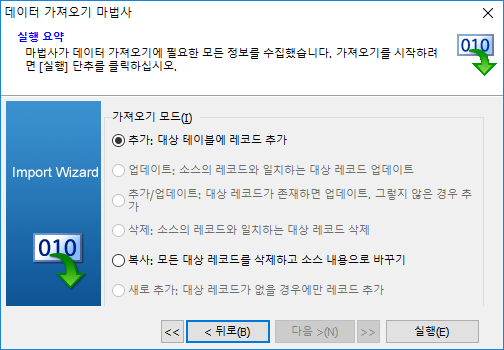 데이터 가져오기 마법사
실행 요약
마법사가 데이터 가져오기에 필요한 모든 정보를 수집했습니다. 가져오기를 시작하려
면 [실행] 단추를 클릭하십시오.
010
가져오기 모드(I)
추가: 대상 테이블에 레코드 추가
업데이트: 소스의 레코드와 일치하는 대상 레코드 업데이트
Import Wizard
추가/업데이트: 대상 레코드가 존재하면 업데이트, 그렇지 않은 경우 추
가
삭제: 소스의 레코드와 일치하는 대상 레코드 삭제
010
복사: 모든 대상 레코드를 삭제하고 소스 내용으로 바꾸기
새로 추가: 대상 레코드가 없을 경우에만 레코드 추가
<< < 뒤로(B) 다음 >(N) >> 실행(E)